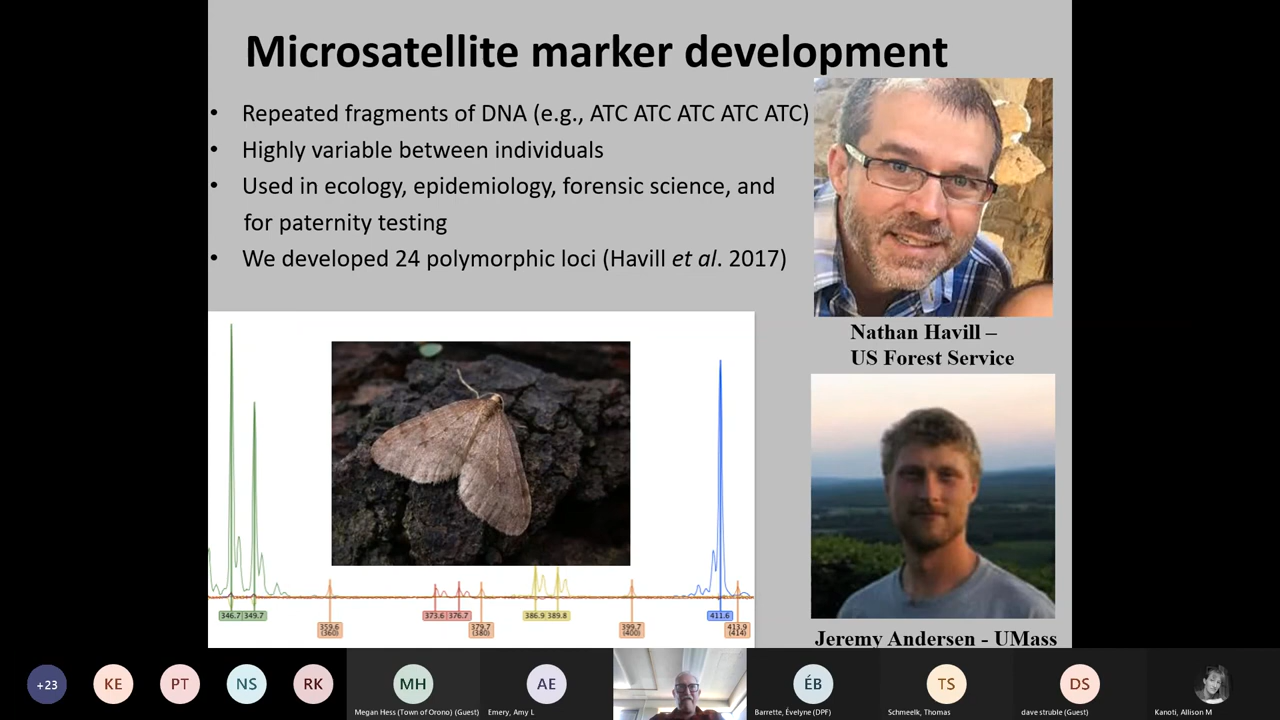 Microsatellite marker development
• Repeated fragments of DNA (e.g., ATC ATC ATC ATC ATC)
• Highly variable between individuals
• Used in ecology, epidemiology, forensic science, and
for paternity testing
• We developed 24 polymorphic loci (Havill et al. 2017)
Nathan Havill –
US Forest Service
Jeremy Andersen - UMass
346.7 349.7
359.6
(360)
373.6 376.7
379.7
(380)
386.9 389.8
399.7
(400)
411.6
413.9
(414)
+23
KE
PT
NS
RK
MH
Megan Hess (Town of Orono) (Guest)
AE
Emery, Amy L
ÉB
Barrette, Évelyne (DPF)
TS
Schmeelk, Thomas
DS
dave struble (Guest)
Kanoti, Allison M